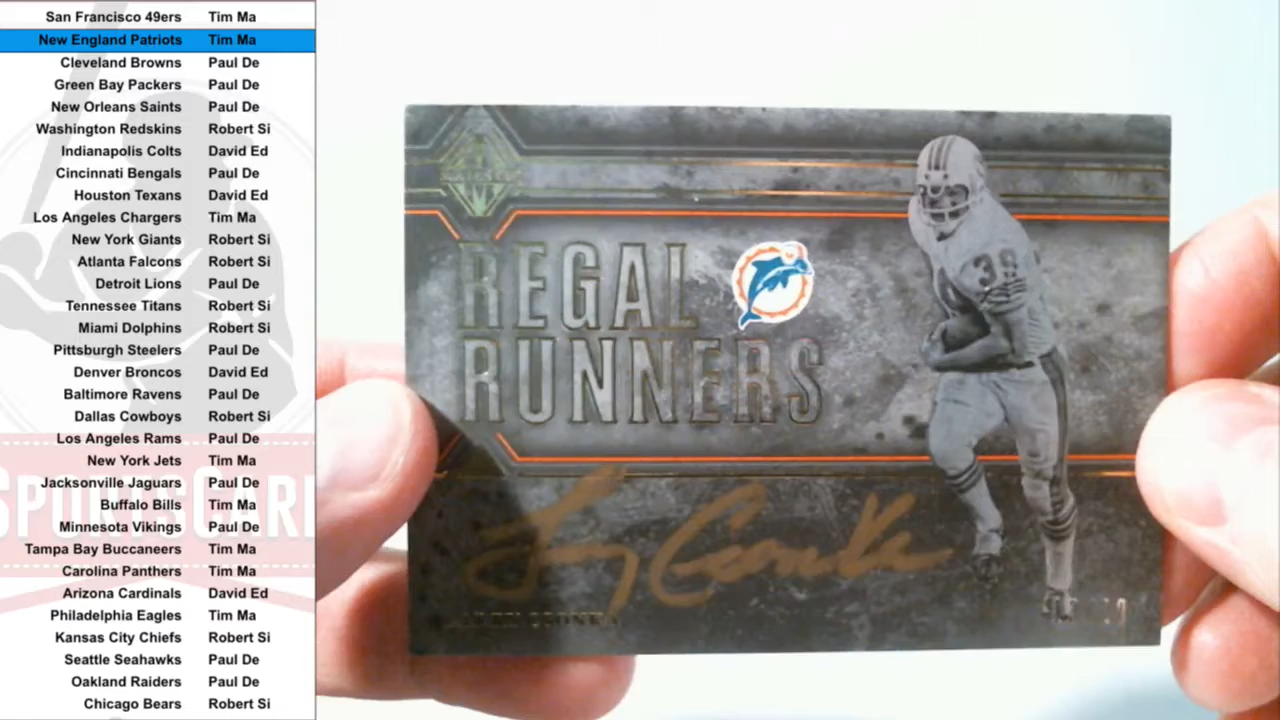 San Francisco 49ers Tim Ma
New England Patriots Tim Ma
Cleveland Browns Paul De
Green Bay Packers Paul De
New Orleans Saints Paul De
Washington Redskins Robert Si
Indianapolis Colts David Ed
Cincinnati Bengals Paul De
Houston Texans David Ed
Los Angeles Chargers Tim Ma
New York Giants Robert Si
Atlanta Falcons Robert Si
Detroit Lions Paul De
Tennessee Titans Robert Si
Miami Dolphins Robert Si
Pittsburgh Steelers Paul De
Denver Broncos David Ed
Baltimore Ravens Paul De
Dallas Cowboys Robert Si
Los Angeles Rams Paul De
New York Jets Tim Ma
Jacksonville Jaguars Paul De
Buffalo Bills Tim Ma
Minnesota Vikings Paul De
Tampa Bay Buccaneers Tim Ma
Carolina Panthers Tim Ma
Arizona Cardinals David Ed
Philadelphia Eagles Tim Ma
Kansas City Chiefs Robert Si
Seattle Seahawks Paul De
Oakland Raiders Paul De
Chicago Bears Robert Si
SPORTSCAR
REGAL
RUNNERS
39